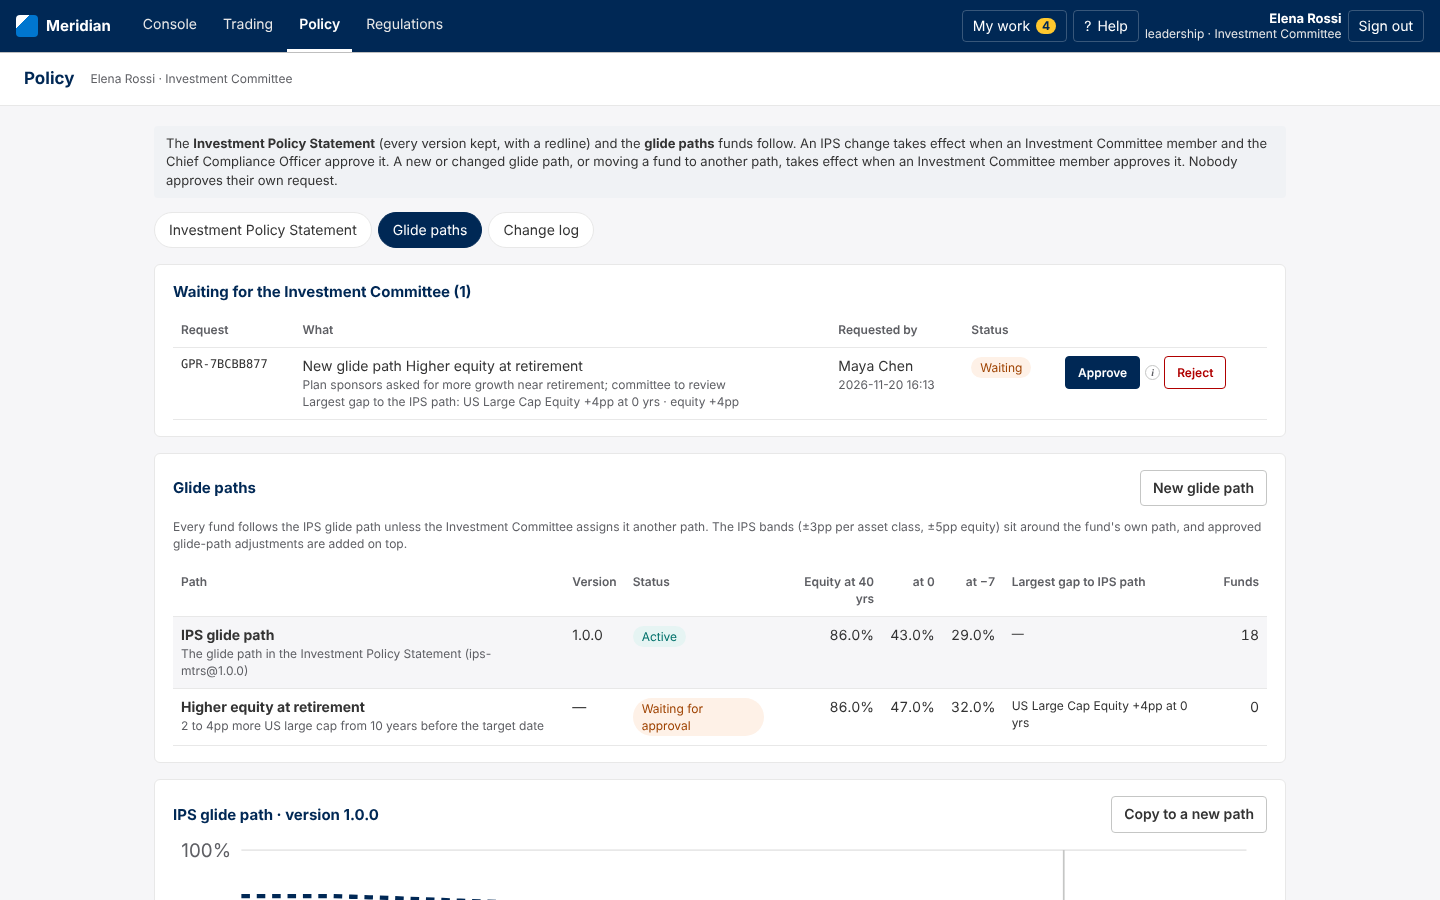 Meridian Console Trading Policy Regulations My work 4 ? Help Elena Rossi Sign out
leadership · Investment Committee
Policy Elena Rossi · Investment Committee
The Investment Policy Statement (every version kept, with a redline) and the glide paths funds follow. An IPS change takes effect when an Investment Committee member and the
Chief Compliance Officer approve it. A new or changed glide path, or moving a fund to another path, takes effect when an Investment Committee member approves it. Nobody
approves their own request.
Investment Policy Statement Glide paths Change log
Waiting for the Investment Committee (1)
Request What Requested by Status
GPR-7BCBB877 New glide path Higher equity at retirement Maya Chen Waiting Approve i Reject
Plan sponsors asked for more growth near retirement; committee to review 2026-11-20 16:13
Largest gap to the IPS path: US Large Cap Equity +4pp at 0 yrs · equity +4pp
Glide paths New glide path
Every fund follows the IPS glide path unless the Investment Committee assigns it another path. The IPS bands (±3pp per asset class, ±5pp equity) sit around the fund's own path, and approved
glide-path adjustments are added on top.
Path Version Status Equity at 40 at 0 at −7 Largest gap to IPS path Funds
yrs
IPS glide path 1.0.0 Active 86.0% 43.0% 29.0% — 18
The glide path in the Investment Policy Statement (ips-
mtrs@1.0.0)
Higher equity at retirement — Waiting for 86.0% 47.0% 32.0% US Large Cap Equity +4pp at 0 0
2 to 4pp more US large cap from 10 years before the target date approval yrs
IPS glide path · version 1.0.0 Copy to a new path
100%